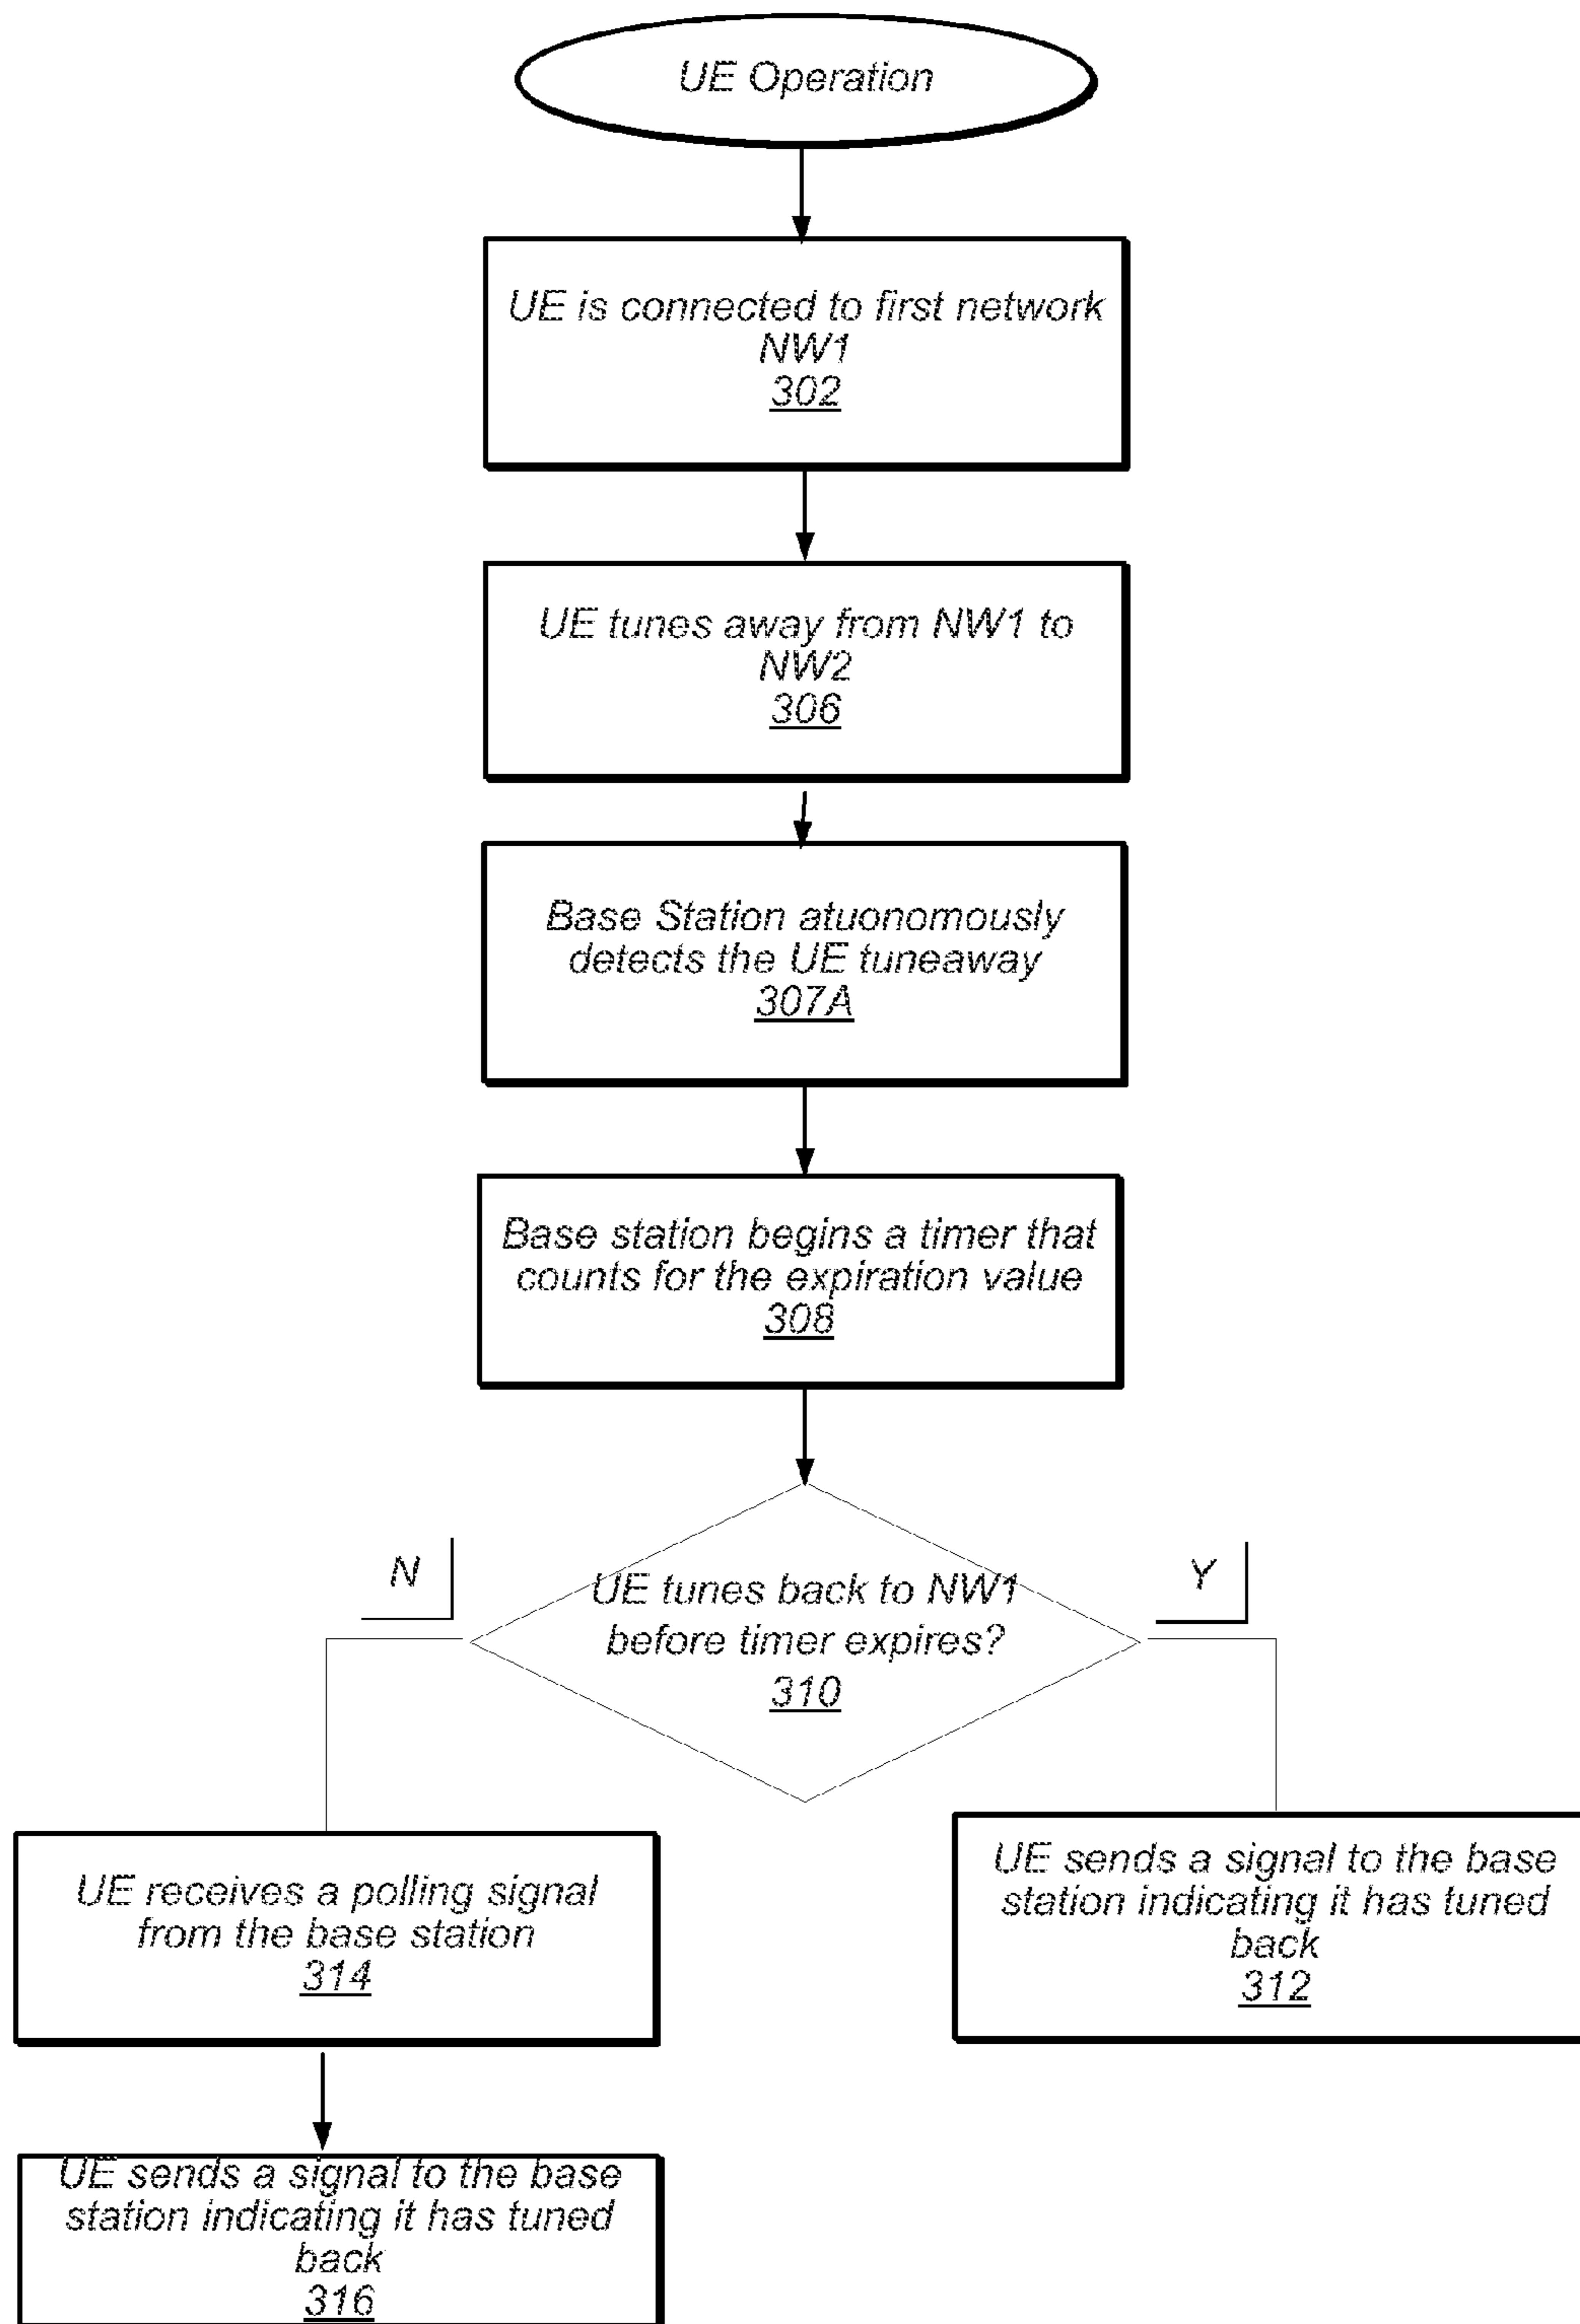 UE Operation
UE is connected to first network
NW1
302
UE tunes away from NW1 to
NW2
306
Base Station atuonomously
detects the UE tuneaway
307A
Base station begins a timer that
counts for the expiration value
308
N
Y
UE tunes back to NW1
before timer expires?
310
UE receives a polling signal
from the base station
314
UE sends a signal to the base
station indicating it has tuned
back
312
UE sends a signal to the base
station indicating it has tuned
back
316